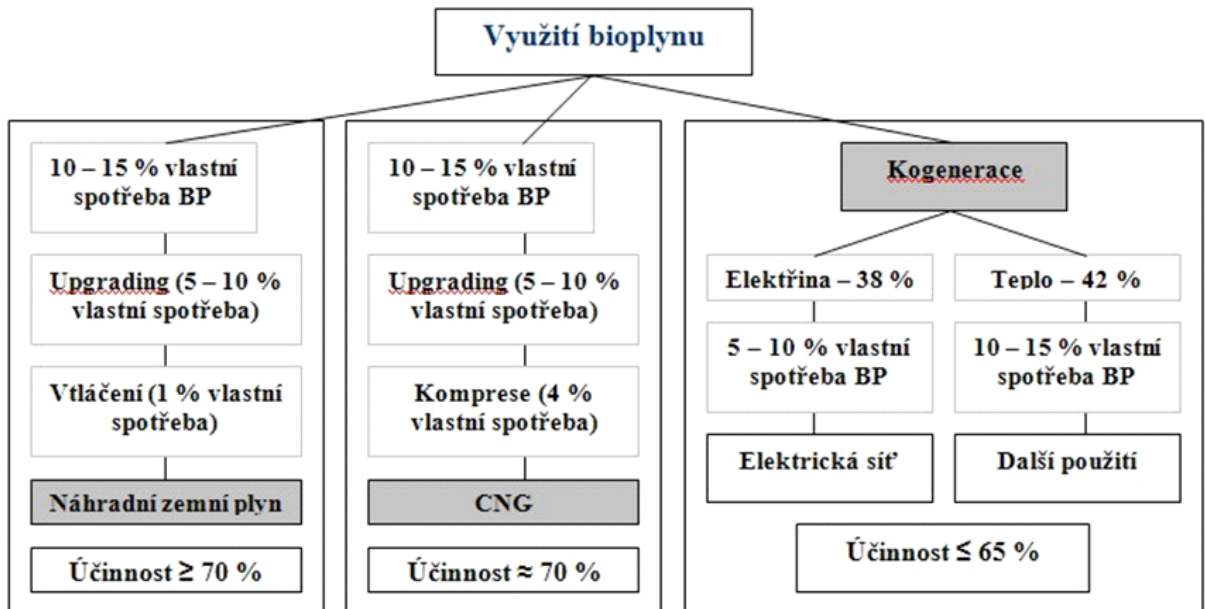 Využití bioplynu
10 – 15 % vlastní
spotřeba BP
Upgrading (5 – 10 %
vlastní spotřeba)
Vtláčení (1 % vlastní
spotřeba)
Náhradní zemní plyn
Účinnost ≥ 70 %
10 – 15 % vlastní
spotřeba BP
Upgrading (5 – 10 %
vlastní spotřeba)
Komprese (4 %
vlastní spotřeba)
CNG
Účinnost ≈ 70 %
Kogenerace
Elektřina – 38 %
5 – 10 % vlastní
spotřeba BP
Elektrická síť
Teplo – 42 %
10 – 15 % vlastní
spotřeba BP
Další použití
Účinnost ≤ 65 %